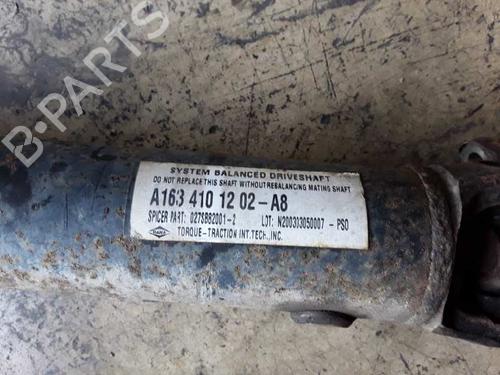 SYSTEM BALANCED DRIVESHAFT
DO NOT REPLACE THIS SHAFT WITHOUT REBALANCING MATING SHAFT
A163 410 12 02-A8
SPICER PART: 027SBB2001-2 LOT: N200313050007 -PSO
DANA TORQUE-TRACTION INT.TECH.,INC.
B-PARTS